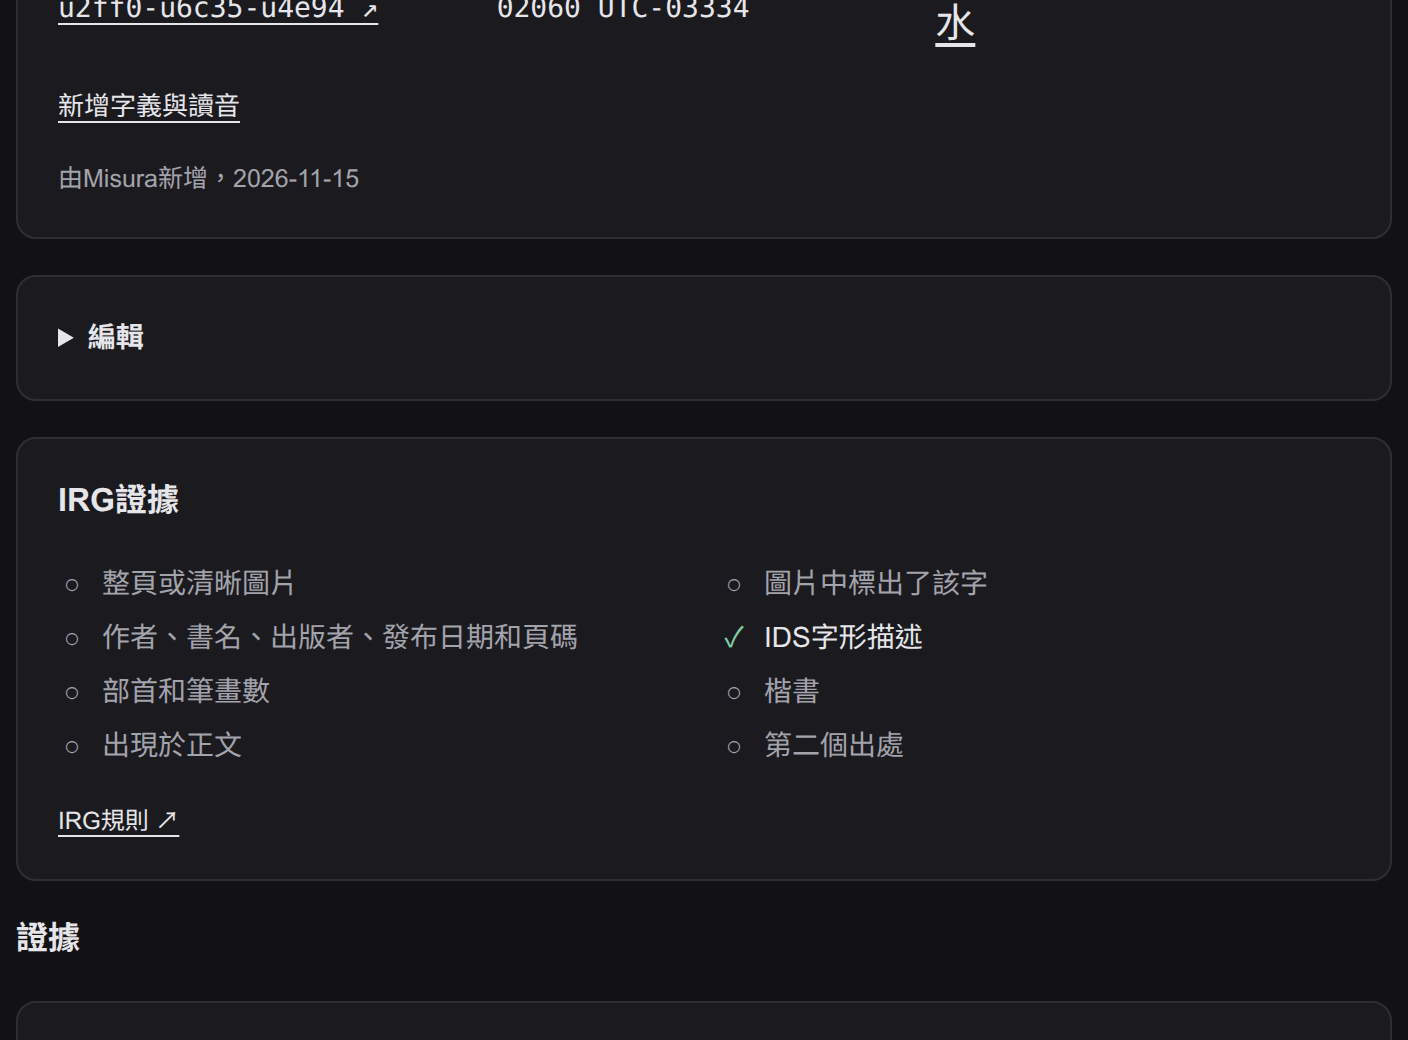 u2ff0-u6c35-u4e94 ↗
02060 UTC-03334
水
新增字義與讀音
由Misura新增，2026-11-15
▶ 編輯
IRG證據
○ 整頁或清晰圖片
○ 圖片中標出了該字
○ 作者、書名、出版者、發布日期和頁碼
✓ IDS字形描述
○ 部首和筆畫數
○ 楷書
○ 出現於正文
○ 第二個出處
IRG規則 ↗
證據